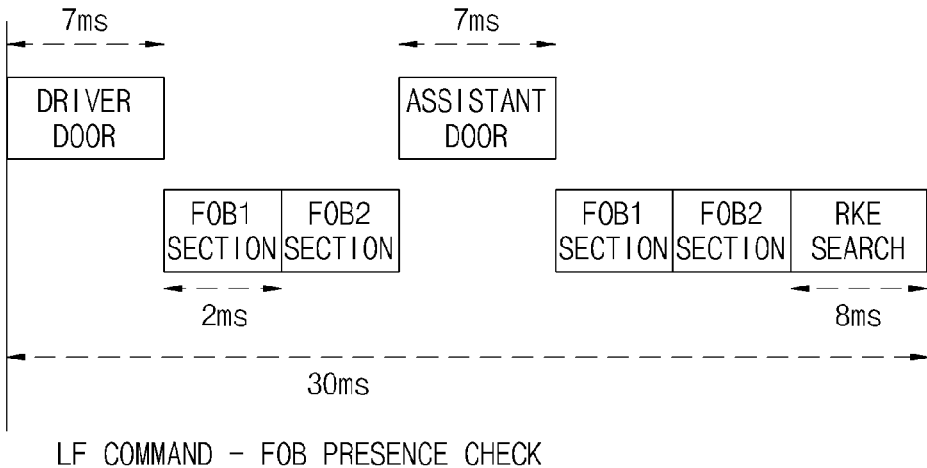 7ms
7ms
DRIVER
DOOR
ASSISTANT
DOOR
FOB1
SECTION
FOB2
SECTION
FOB1
SECTION
FOB2
SECTION
RKE
SEARCH
2ms
8ms
30ms
LF COMMAND - FOB PRESENCE CHECK